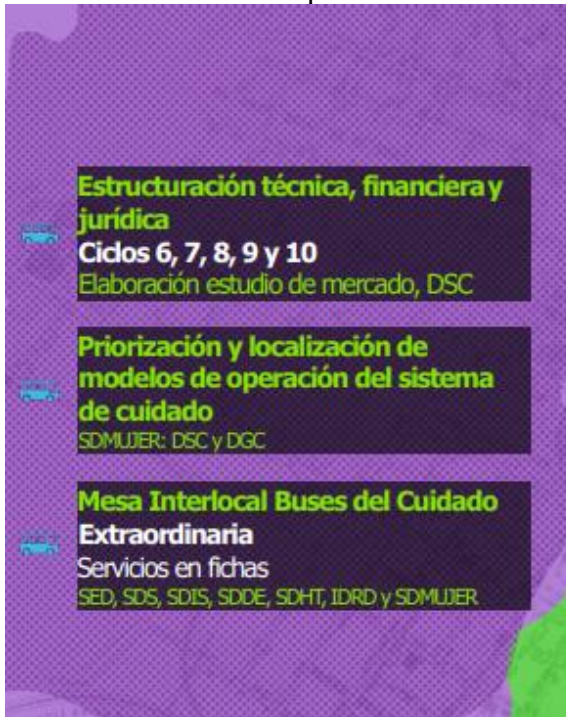 Estructuración técnica, financiera y
jurídica
Ciclos 6, 7, 8, 9 y 10
Elaboración estudio de mercado, DSC
Priorización y localización de
modelos de operación del sistema
de cuidado
SDMUJER: DSC y DGC
Mesa Interlocal Buses del Cuidado
Extraordinaria
Servicios en fichas
SED, SDS, SDIS, SDDE, SDHT, IDRD y SDMUJER